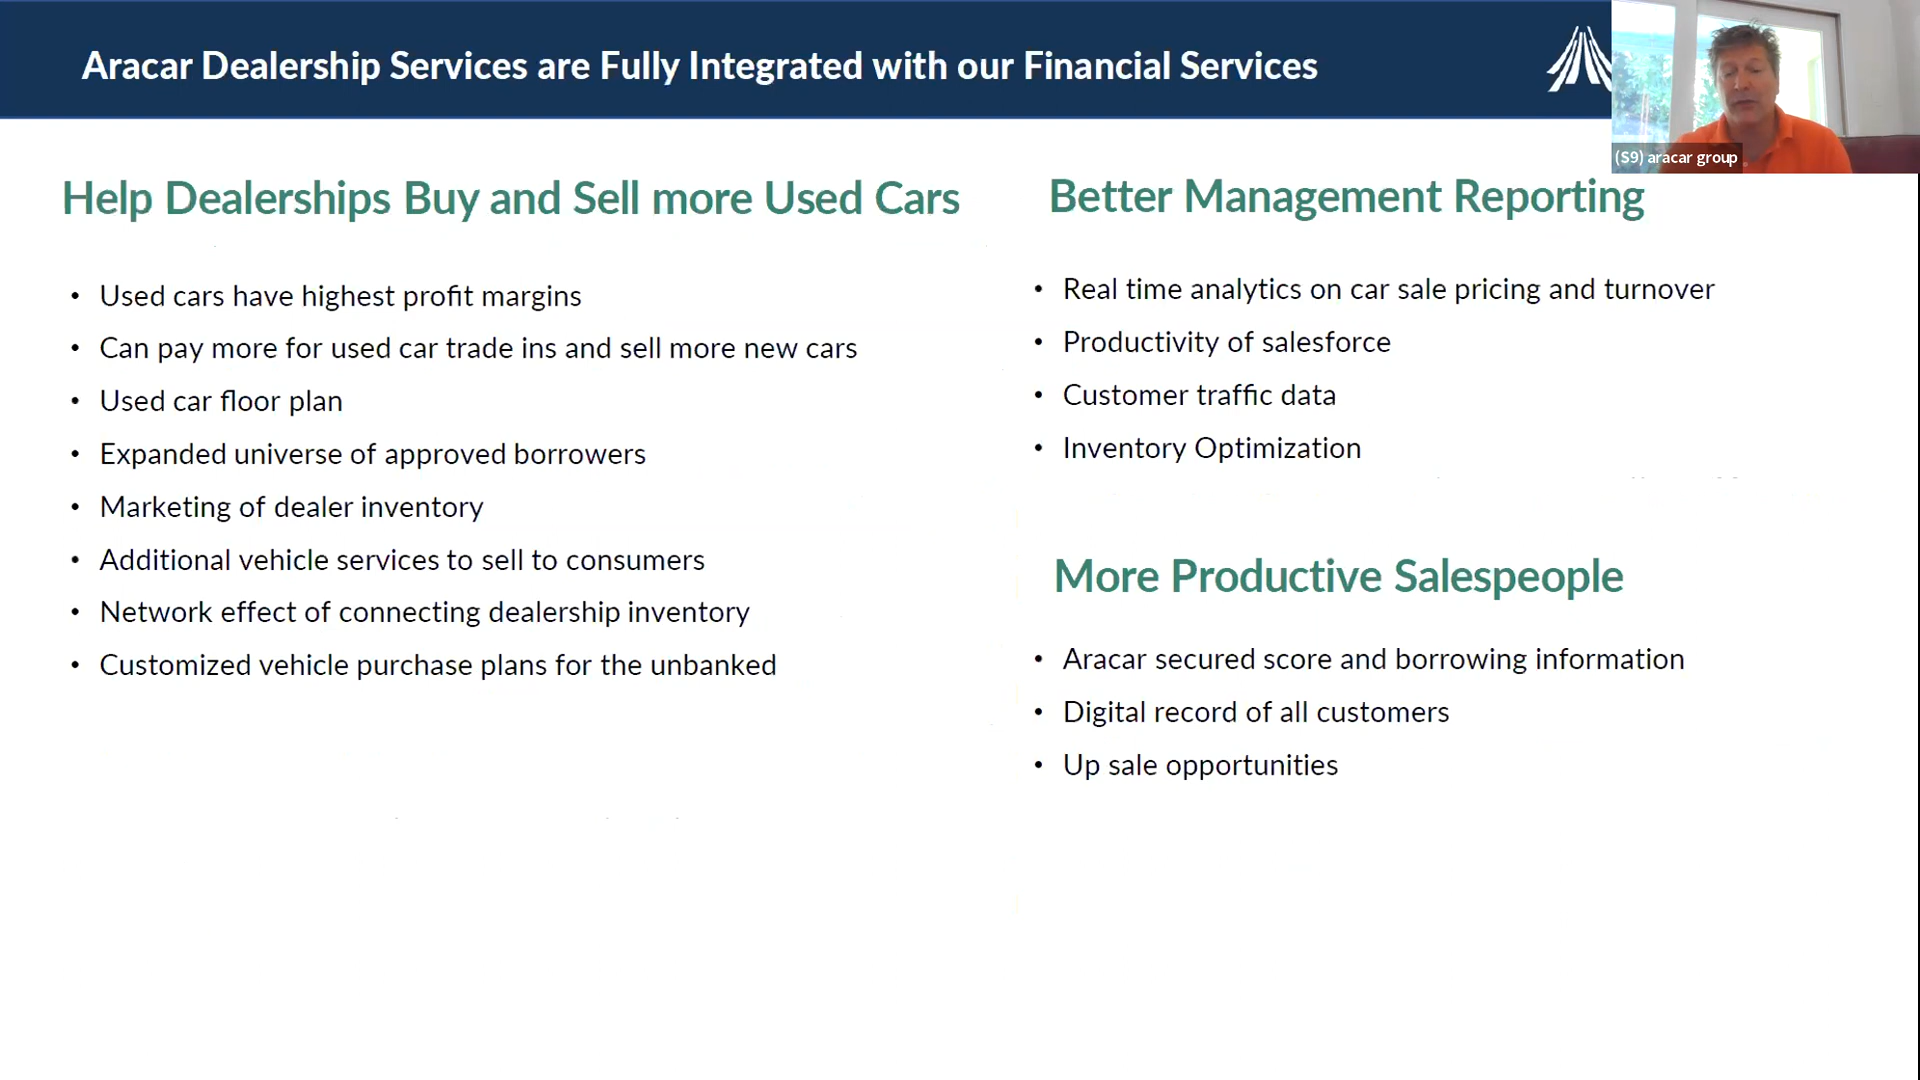 Aracar Dealership Services are Fully Integrated with our Financial Services
(S9) aracar group
Help Dealerships Buy and Sell more Used Cars
• Used cars have highest profit margins
• Can pay more for used car trade ins and sell more new cars
• Used car floor plan
• Expanded universe of approved borrowers
• Marketing of dealer inventory
• Additional vehicle services to sell to consumers
• Network effect of connecting dealership inventory
• Customized vehicle purchase plans for the unbanked
Better Management Reporting
• Real time analytics on car sale pricing and turnover
• Productivity of salesforce
• Customer traffic data
• Inventory Optimization
More Productive Salespeople
• Aracar secured score and borrowing information
• Digital record of all customers
• Up sale opportunities